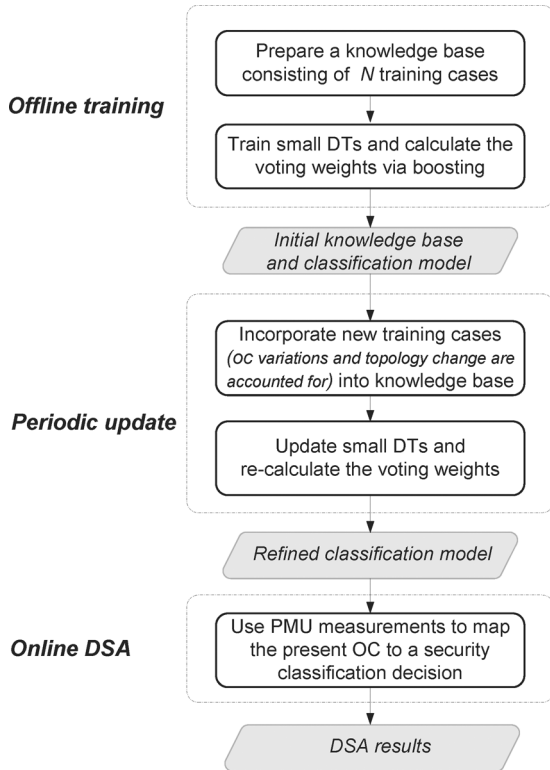 Offline training
Prepare a knowledge base
consisting of N training cases
Train small DTs and calculate the
voting weights via boosting
Initial knowledge base
and classification model
Periodic update
Incorporate new training cases
(OC variations and topology change are
accounted for) into knowledge base
Update small DTs and
re-calculate the voting weights
Refined classification model
Online DSA
Use PMU measurements to map
the present OC to a security
classification decision
DSA results